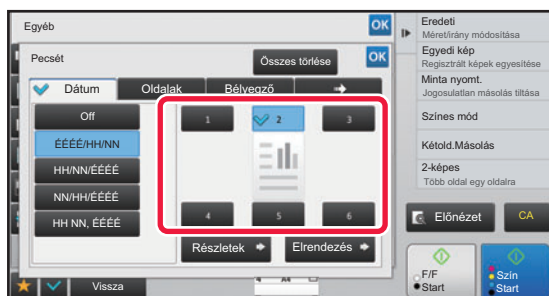 Egyéb
OK
Pecsét
Összes törlése
OK
Dátum
Oldalak
Bélyegző
Off
ÉÉÉÉ/HH/NN
HH/NN/ÉÉÉÉ
NN/HH/ÉÉÉÉ
HH NN, ÉÉÉÉ
1
2
3
4
5
6
Részletek
Elrendezés
Vissza
A4
Eredeti
Méret/irány módosítása
Egyedi kép
Regisztrált képek egyesítése
Minta nyomt.
Jogosulatlan másolás tiltása
Színes mód
Kétold.Másolás
2-képes
Több oldal egy oldalra
Előnézet
CA
F/F
Start
Szín
Start